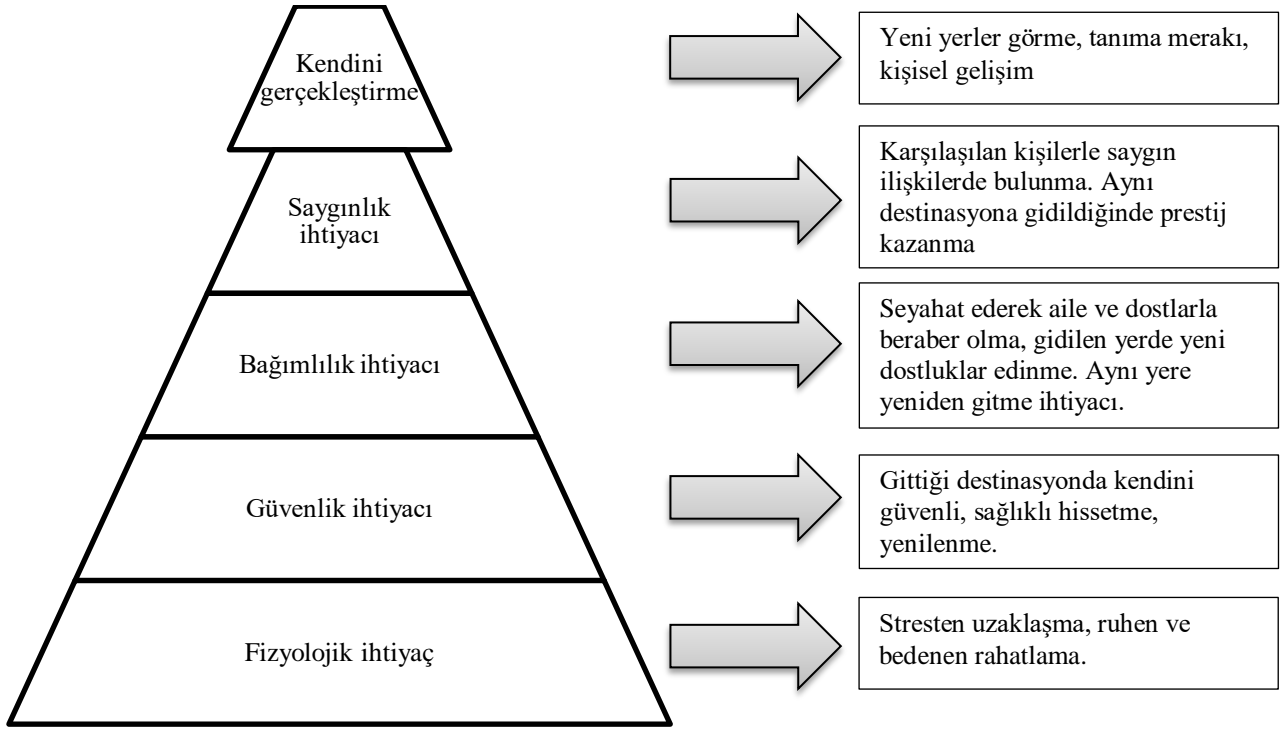 Kendini
gerçekleştirme
Yeni yerler görme, tanıma merakı,
kişisel gelişim
Saygınlık
ihtiyacı
Karşılaşılan kişilerle saygın
ilişkilerde bulunma. Aynı
destinasyona gidildiğinde prestij
kazanma
Bağımlılık ihtiyacı
Seyahat ederek aile ve dostlarla
beraber olma, gidilen yerde yeni
dostluklar edinme. Aynı yere
yeniden gitme ihtiyacı.
Güvenlik ihtiyacı
Gittiği destinasyonda kendini
güvenli, sağlıklı hissetme,
yenilenme.
Fizyolojik ihtiyaç
Stresten uzaklaşma, ruhen ve
bedenen rahatlama.